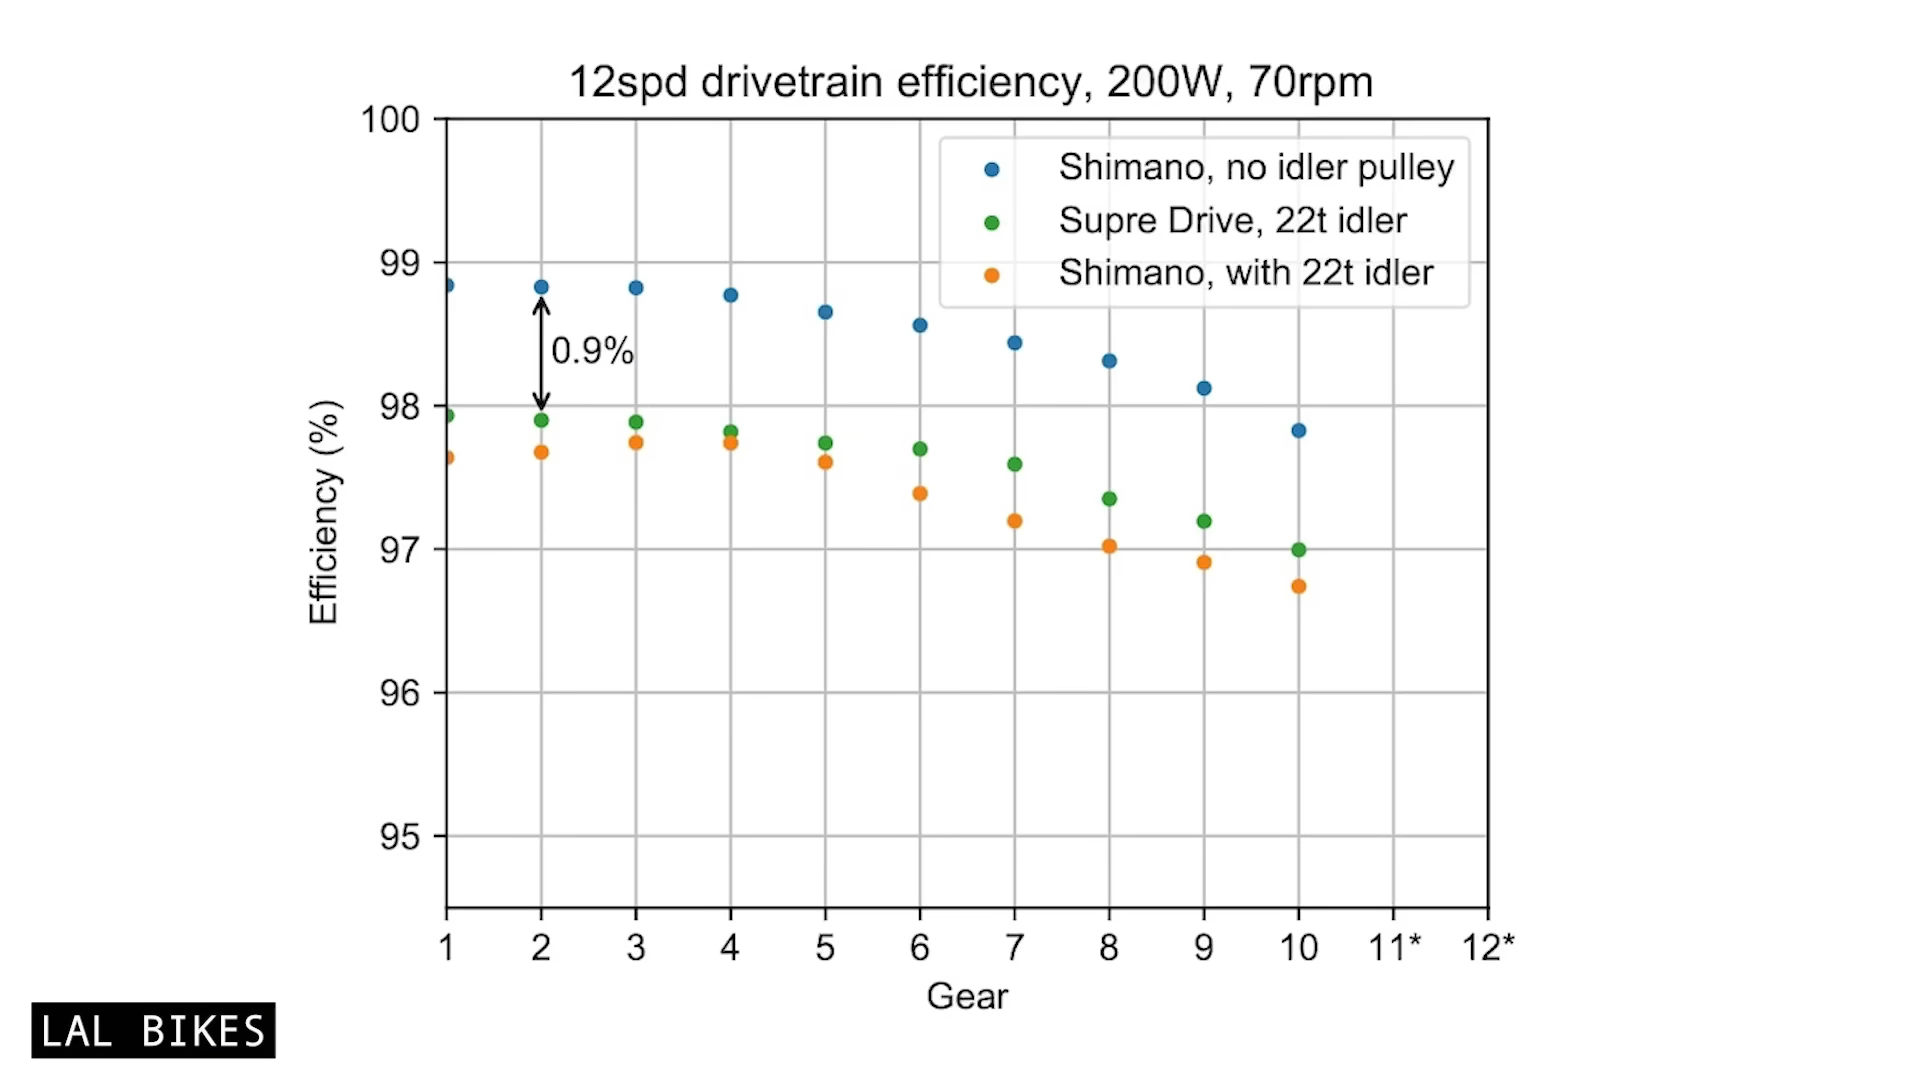 12spd drivetrain efficiency, 200W, 70rpm
100
99
98
97
96
95
Efficiency (%)
Shimano, no idler pulley
Supre Drive, 22t idler
Shimano, with 22t idler
0.9%
1 2 3 4 5 6 7 8 9 10 11* 12*
Gear
LAL BIKES